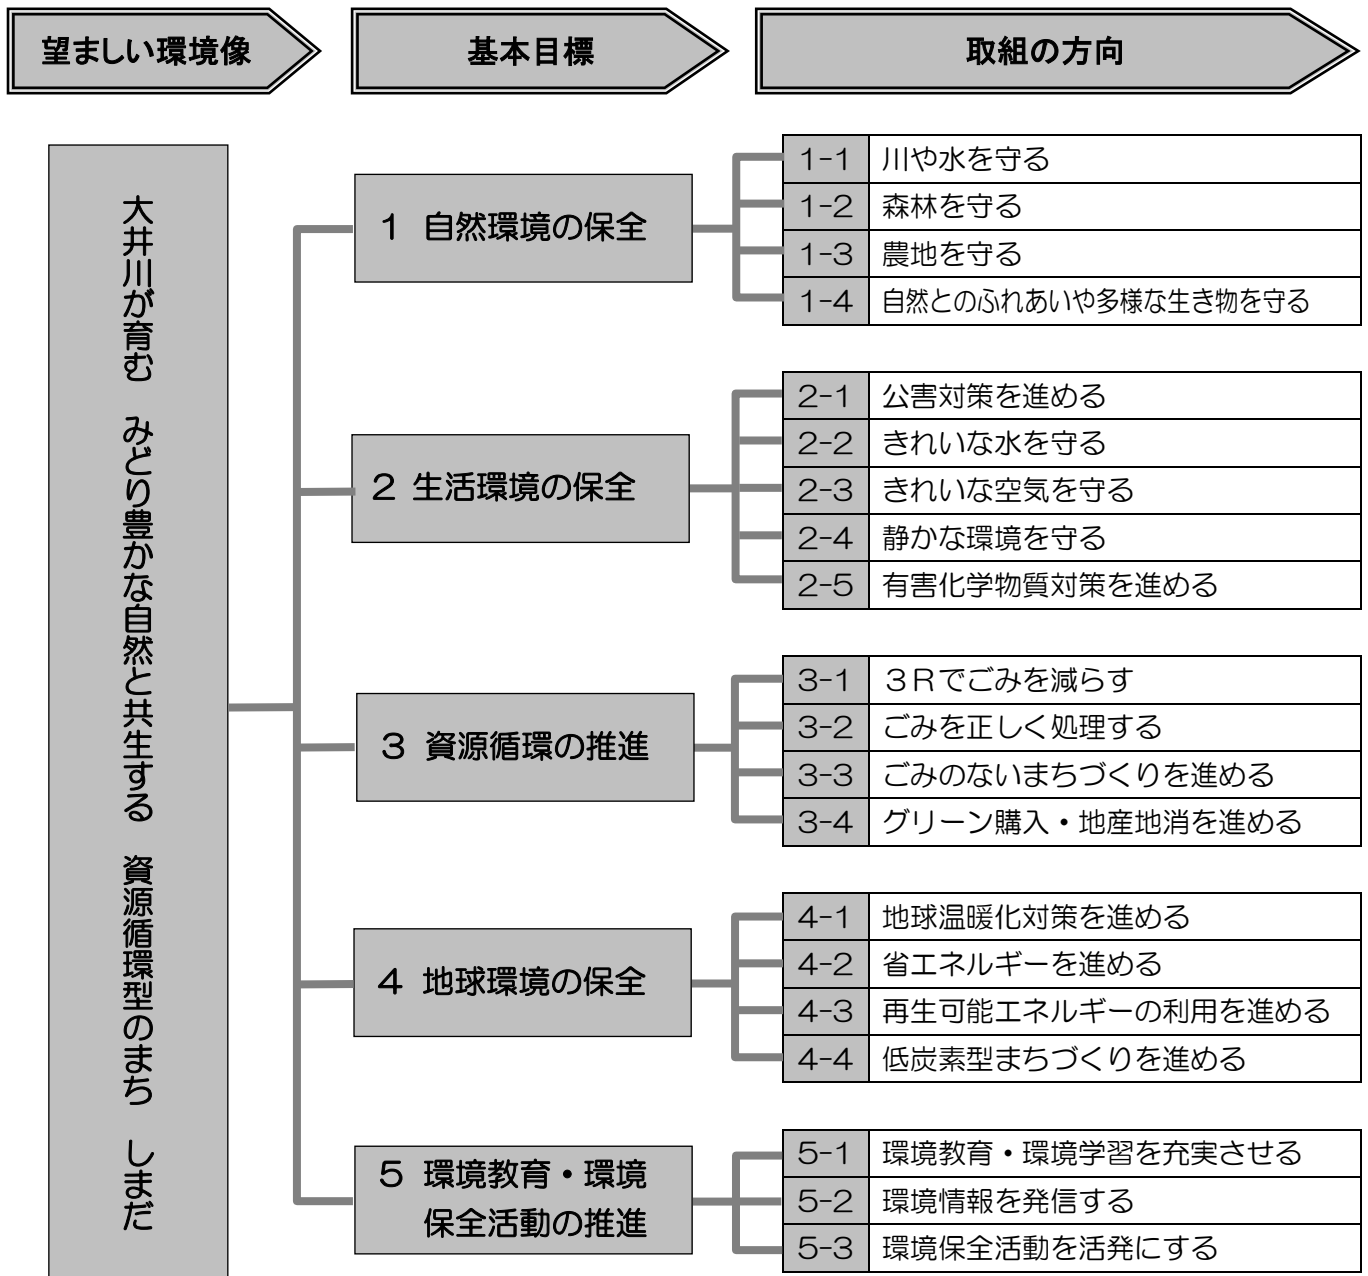 望ましい環境像
基本目標
取組の方向
大井川が育む　みどり豊かな自然と共生する　資源循環型のまち　しまだ
1 自然環境の保全
1-1 川や水を守る
1-2 森林を守る
1-3 農地を守る
1-4 自然とのふれあいや多様な生き物を守る
2 生活環境の保全
2-1 公害対策を進める
2-2 きれいな水を守る
2-3 きれいな空気を守る
2-4 静かな環境を守る
2-5 有害化学物質対策を進める
3 資源循環の推進
3-1 3Rでごみを減らす
3-2 ごみを正しく処理する
3-3 ごみのないまちづくりを進める
3-4 グリーン購入・地産地消を進める
4 地球環境の保全
4-1 地球温暖化対策を進める
4-2 省エネルギーを進める
4-3 再生可能エネルギーの利用を進める
4-4 低炭素型まちづくりを進める
5 環境教育・環境
保全活動の推進
5-1 環境教育・環境学習を充実させる
5-2 環境情報を発信する
5-3 環境保全活動を活発にする